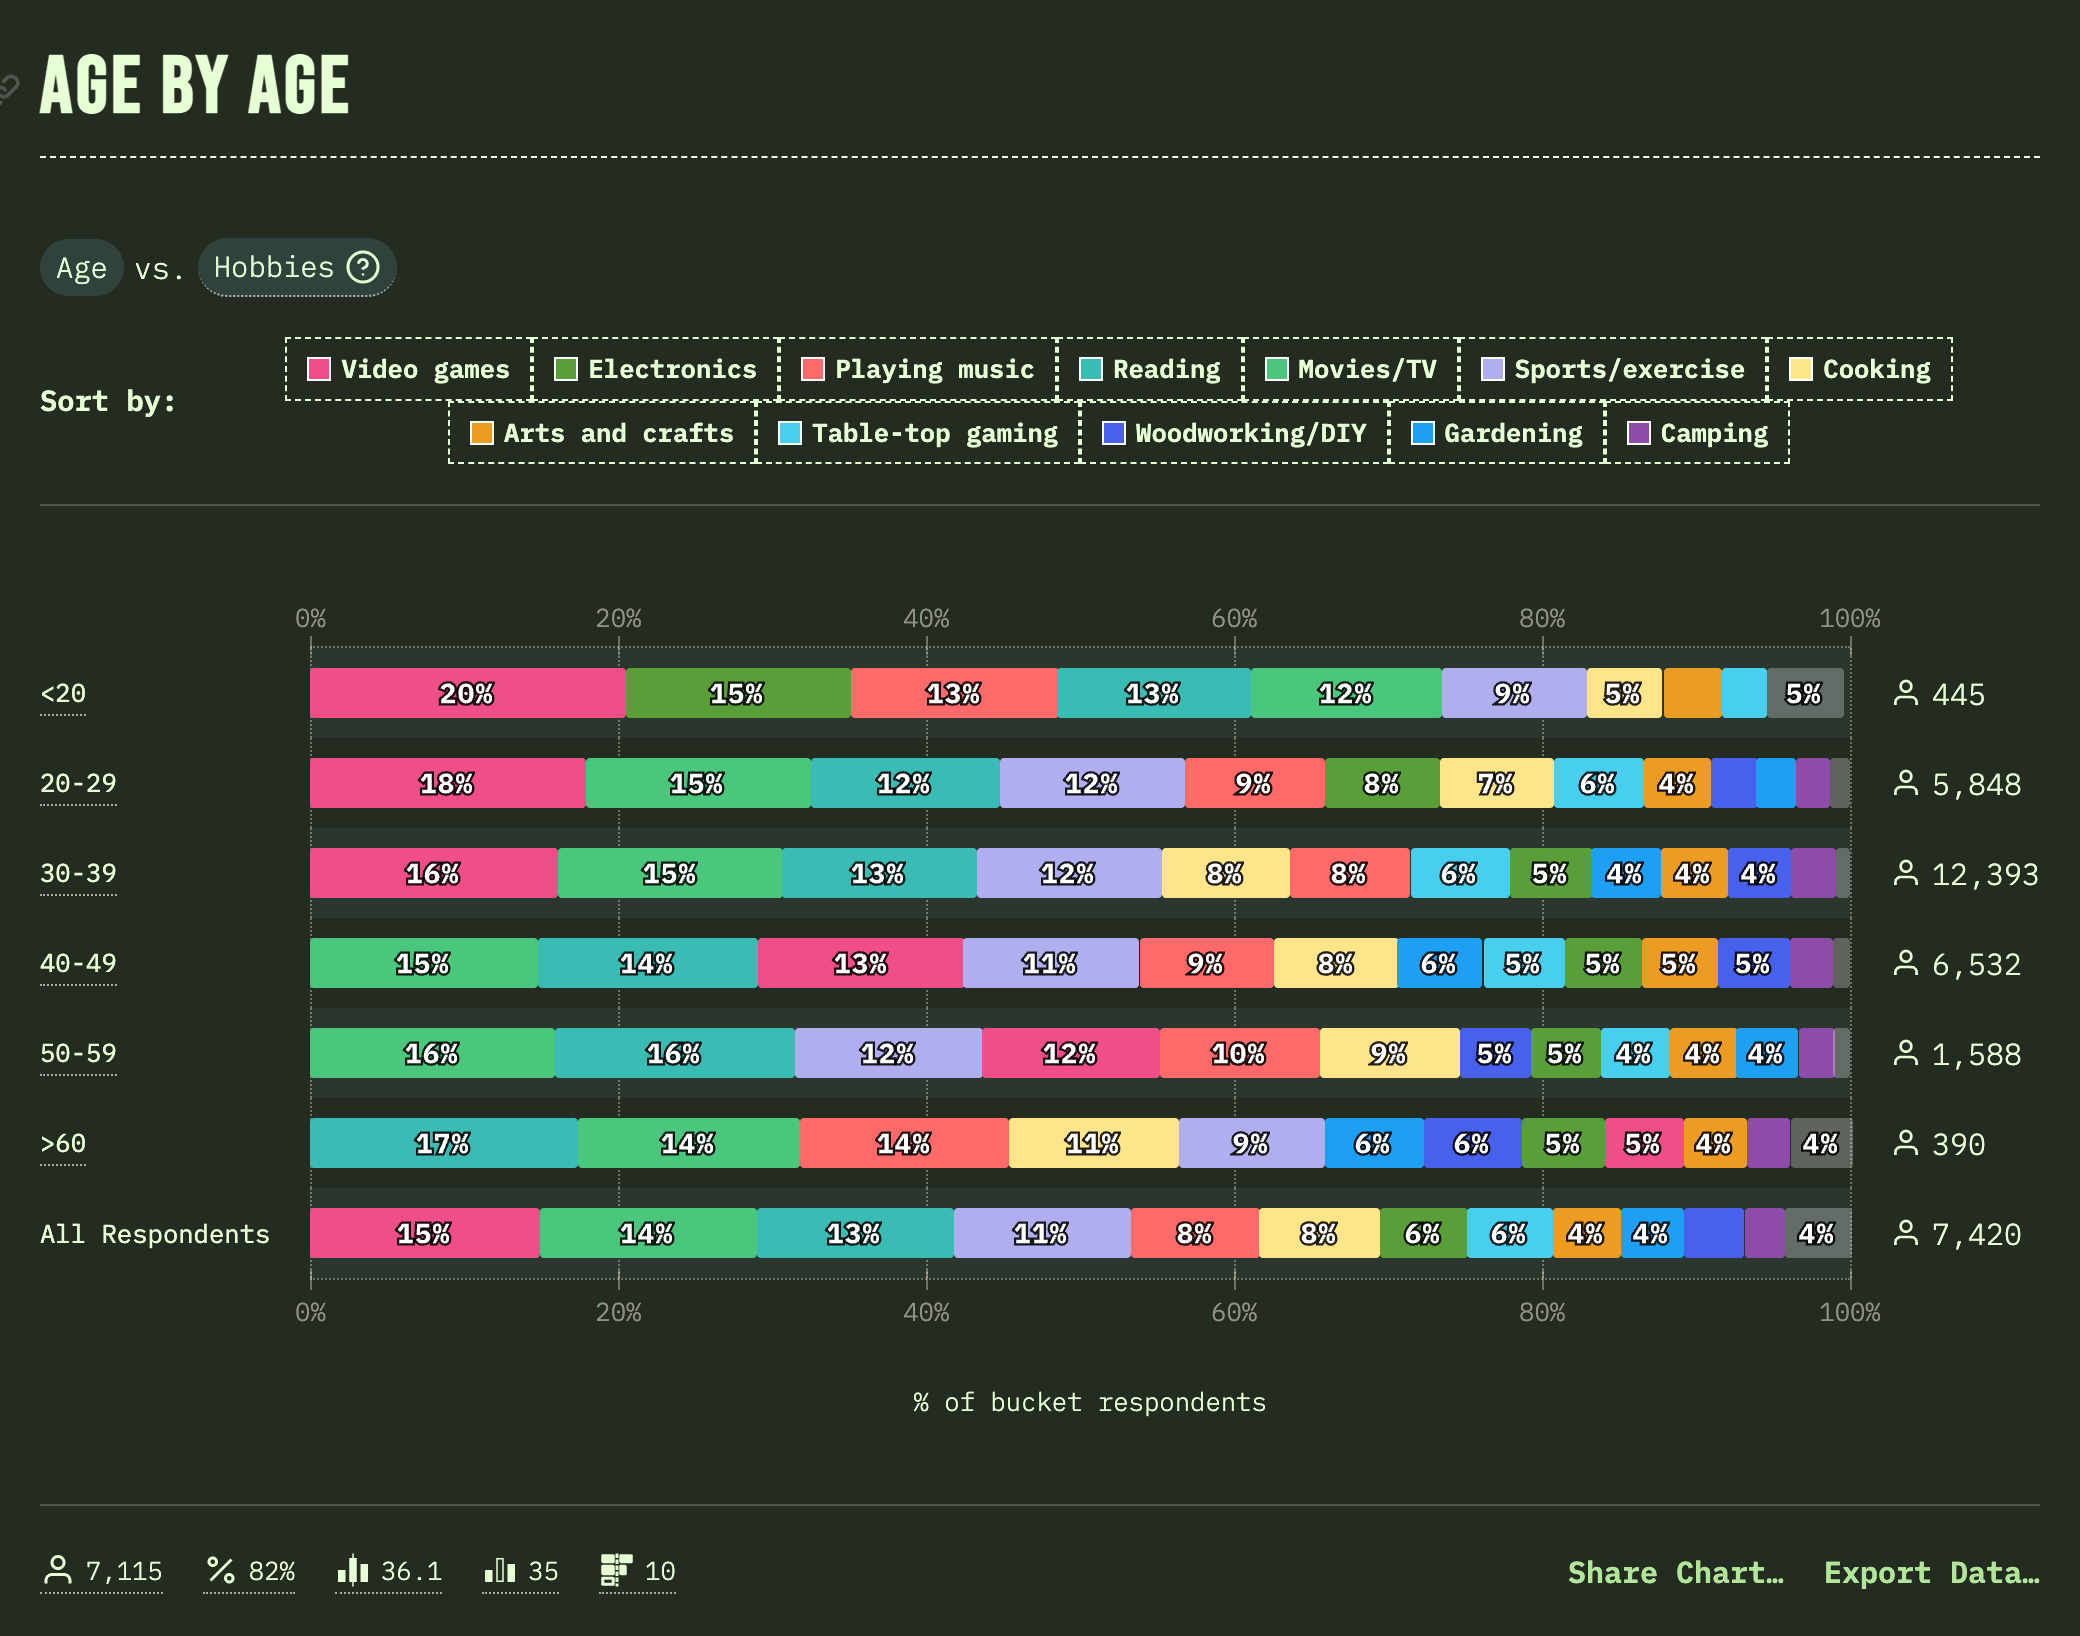 AGE BY AGE
Age vs. Hobbies
Sort by:
Video games Electronics Playing music Reading Movies/TV Sports/exercise Cooking
Arts and crafts Table-top gaming Woodworking/DIY Gardening Camping
0% 20% 40% 60% 80% 100%
<20 20% 15% 13% 13% 12% 9% 5% 5% 445
20-29 18% 15% 12% 12% 9% 8% 7% 6% 4% 5,848
30-39 16% 15% 13% 12% 8% 8% 6% 5% 4% 4% 4% 12,393
40-49 15% 14% 13% 11% 9% 8% 6% 5% 5% 5% 5% 6,532
50-59 16% 16% 12% 12% 10% 9% 5% 5% 4% 4% 4% 1,588
>60 17% 14% 14% 11% 9% 6% 6% 5% 5% 4% 4% 390
All Respondents 15% 14% 13% 11% 8% 8% 6% 6% 4% 4% 4% 7,420
0% 20% 40% 60% 80% 100%
% of bucket respondents
7,115 82% 36.1 35 10 Share Chart… Export Data…